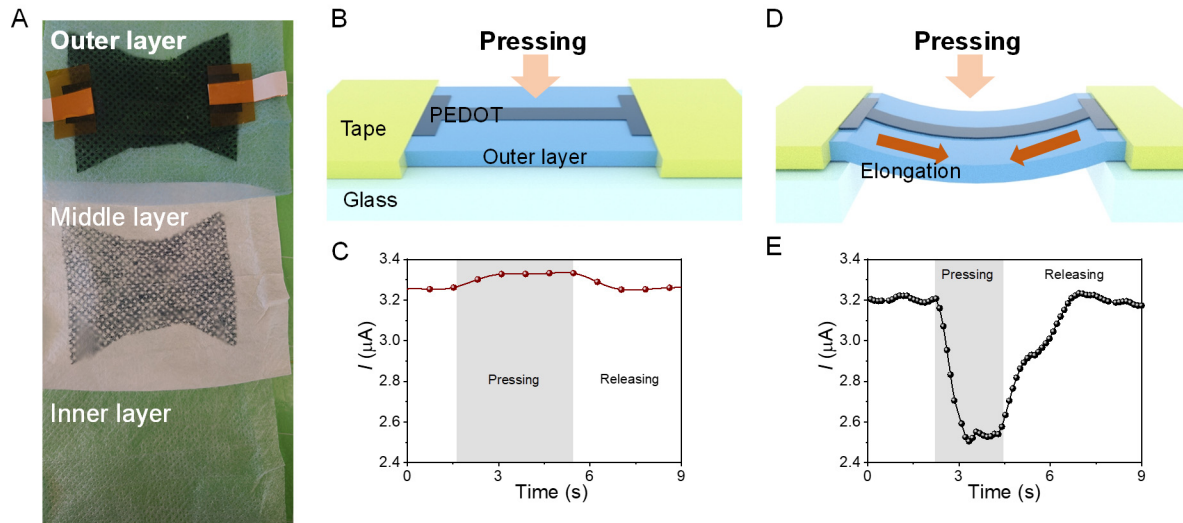 A
Outer layer
Middle layer
Inner layer
B
Pressing
PEDOT
Tape
Outer layer
Glass
C
3.4
3.2
3.0
2.8
2.6
2.4
I (μA)
Pressing
Releasing
0
3
6
9
Time (s)
D
Pressing
Elongation
E
3.4
3.2
3.0
2.8
2.6
2.4
I (μA)
Pressing
Releasing
0
3
6
9
Time (s)